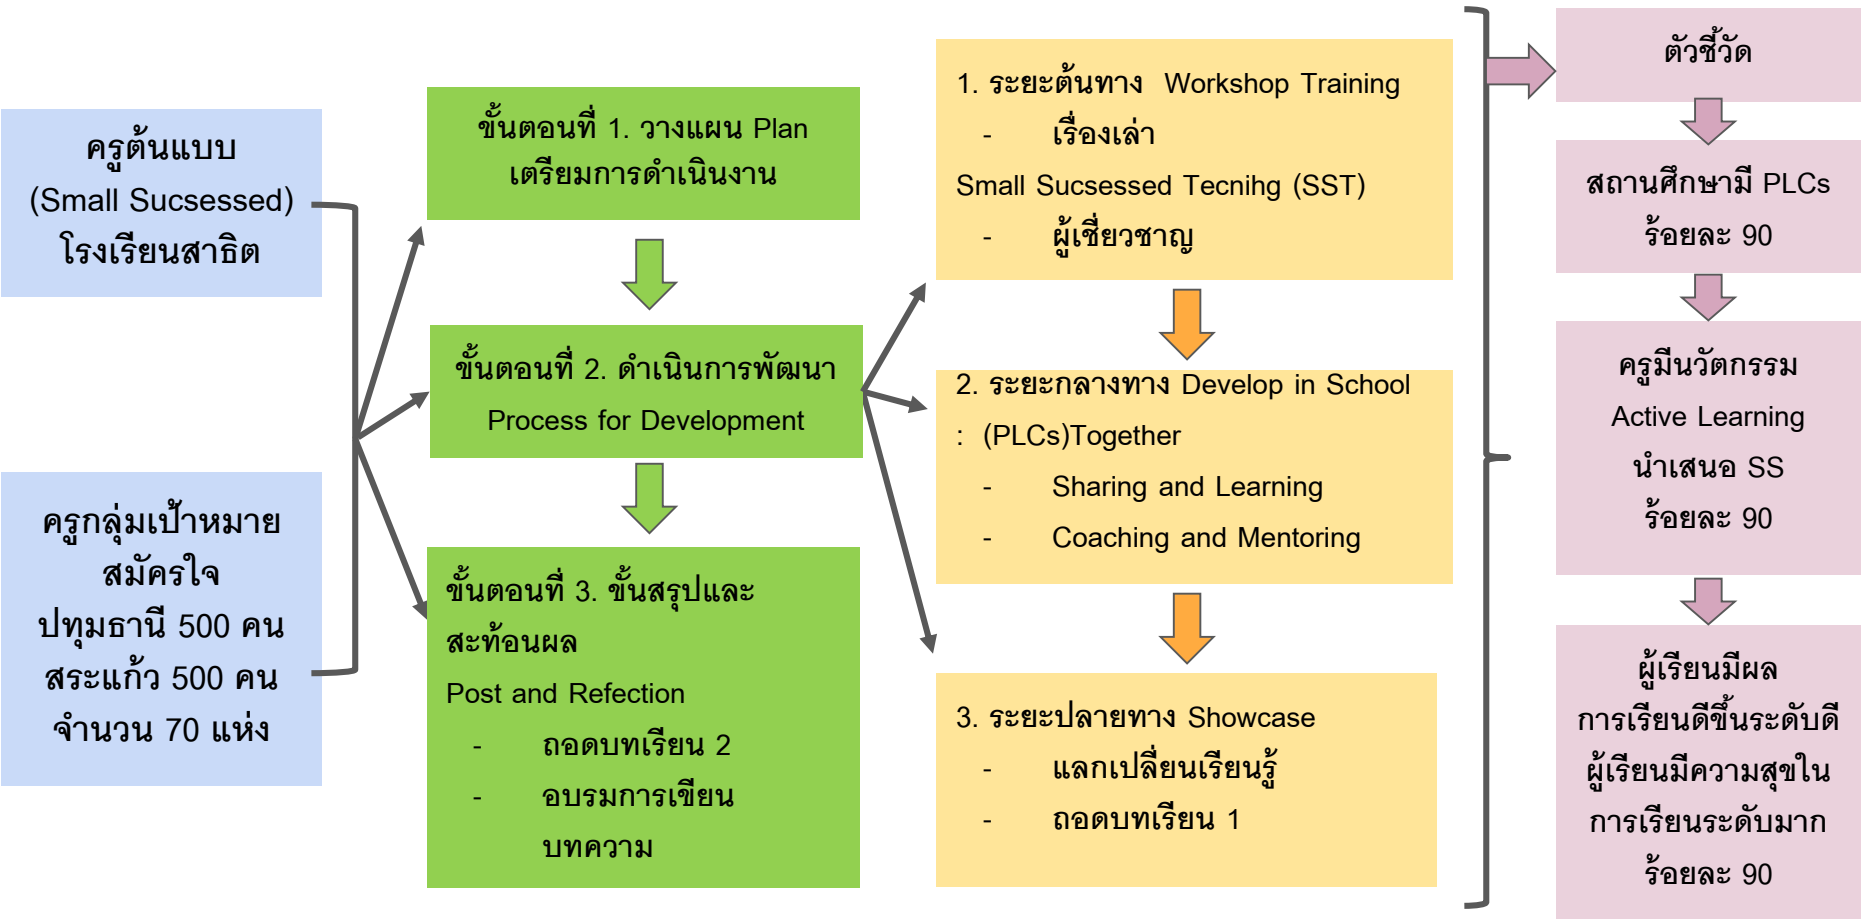 ครูต้นแบบ
(Small Sucsessed)
โรงเรียนสาธิต
ครูกลุ่มเป้าหมาย
สมัครใจ
ปทุมธานี 500 คน
สระแก้ว 500 คน
จำนวน 70 แห่ง
ขั้นตอนที่ 1. วางแผน Plan
เตรียมการดำเนินงาน
ขั้นตอนที่ 2. ดำเนินการพัฒนา
Process for Development
ขั้นตอนที่ 3. ขั้นสรุปและ
สะท้อนผล
Post and Refection
- ถอดบทเรียน 2
- อบรมการเขียน
บทความ
1. ระยะต้นทาง Workshop Training
- เรื่องเล่า
Small Sucsessed Tecnihg (SST)
- ผู้เชี่ยวชาญ
2. ระยะกลางทาง Develop in School
: (PLCs)Together
- Sharing and Learning
- Coaching and Mentoring
3. ระยะปลายทาง Showcase
- แลกเปลี่ยนเรียนรู้
- ถอดบทเรียน 1
ตัวชี้วัด
สถานศึกษามี PLCs
ร้อยละ 90
ครูมีนวัตกรรม
Active Learning
นำเสนอ SS
ร้อยละ 90
ผู้เรียนมีผล
การเรียนดีขึ้นระดับดี
ผู้เรียนมีความสุขใน
การเรียนระดับมาก
ร้อยละ 90